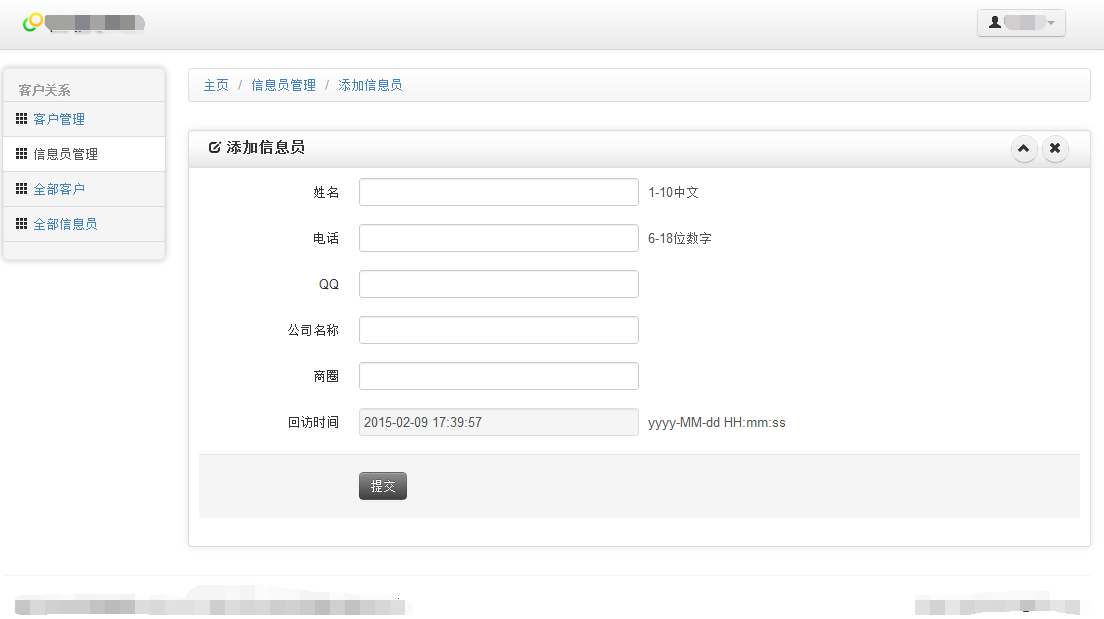 客户关系
客户管理
信息员管理
全部客户
全部信息员
主页 / 信息员管理 / 添加信息员
添加信息员
姓名 1-10中文
电话 6-18位数字
QQ
公司名称
商圈
回访时间 2015-02-09 17:39:57 yyyy-MM-dd HH:mm:ss
提交